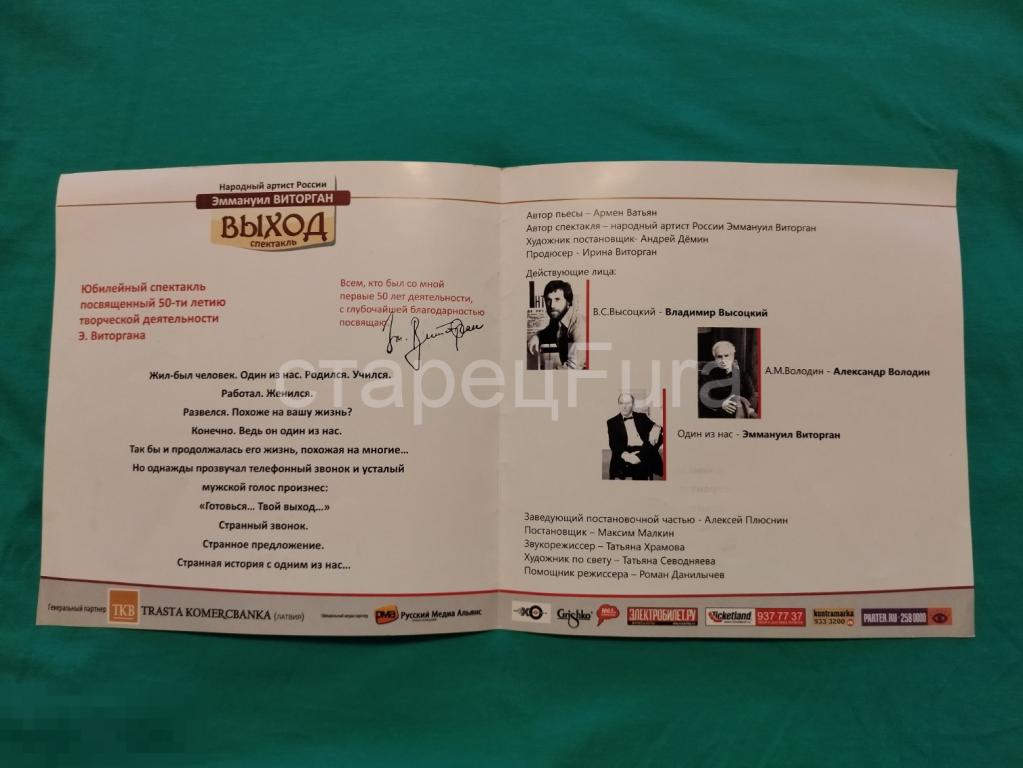 Народный артист России
Эммануил ВИТОРГАН
ВЫХОД
спектакль
Юбилейный спектакль
посвященный 50-ти летию
творческой деятельности
Э. Виторгана
Всем, кто был со мной
первые 50 лет деятельности,
с глубочайшей благодарностью
посвящаю.
Жил-был человек. Один из нас. Родился. Учился.
Работал. Женился.
Развелся. Похоже на вашу жизнь?
Конечно. Ведь он один из нас.
Так бы и продолжалась его жизнь, похожая на многие...
Но однажды прозвучал телефонный звонок и усталый
мужской голос произнес:
«Готовься... Твой выход...»
Странный звонок.
Странное предложение.
Странная история с одним из нас...
Генеральный партнер
ТКВ
TRASTA KOMERCBANKA (ЛАТВИЯ)
РМА
Русский Медиа Альянс
Автор пьесы – Армен Ватьян
Автор спектакля – народный артист России Эммануил Виторган
Художник постановщик- Андрей Дёмин
Продюсер - Ирина Виторган
Действующие лица:
В.С.Высоцкий - Владимир Высоцкий
А.М.Володин - Александр Володин
Один из нас - Эммануил Виторган
Заведующий постановочной частью - Алексей Плюснин
Постановщик – Максим Малкин
Звукорежиссер – Татьяна Храмова
Художник по свету – Татьяна Севодняева
Помощник режиссера – Роман Данилычев
ЭХО
Grishko
ЭЛЕКТРОБИЛЕТ.РУ
Ticketland
937 77 37
kontramarka
933 3200
PARTER.RU · 258 0000
старецFura